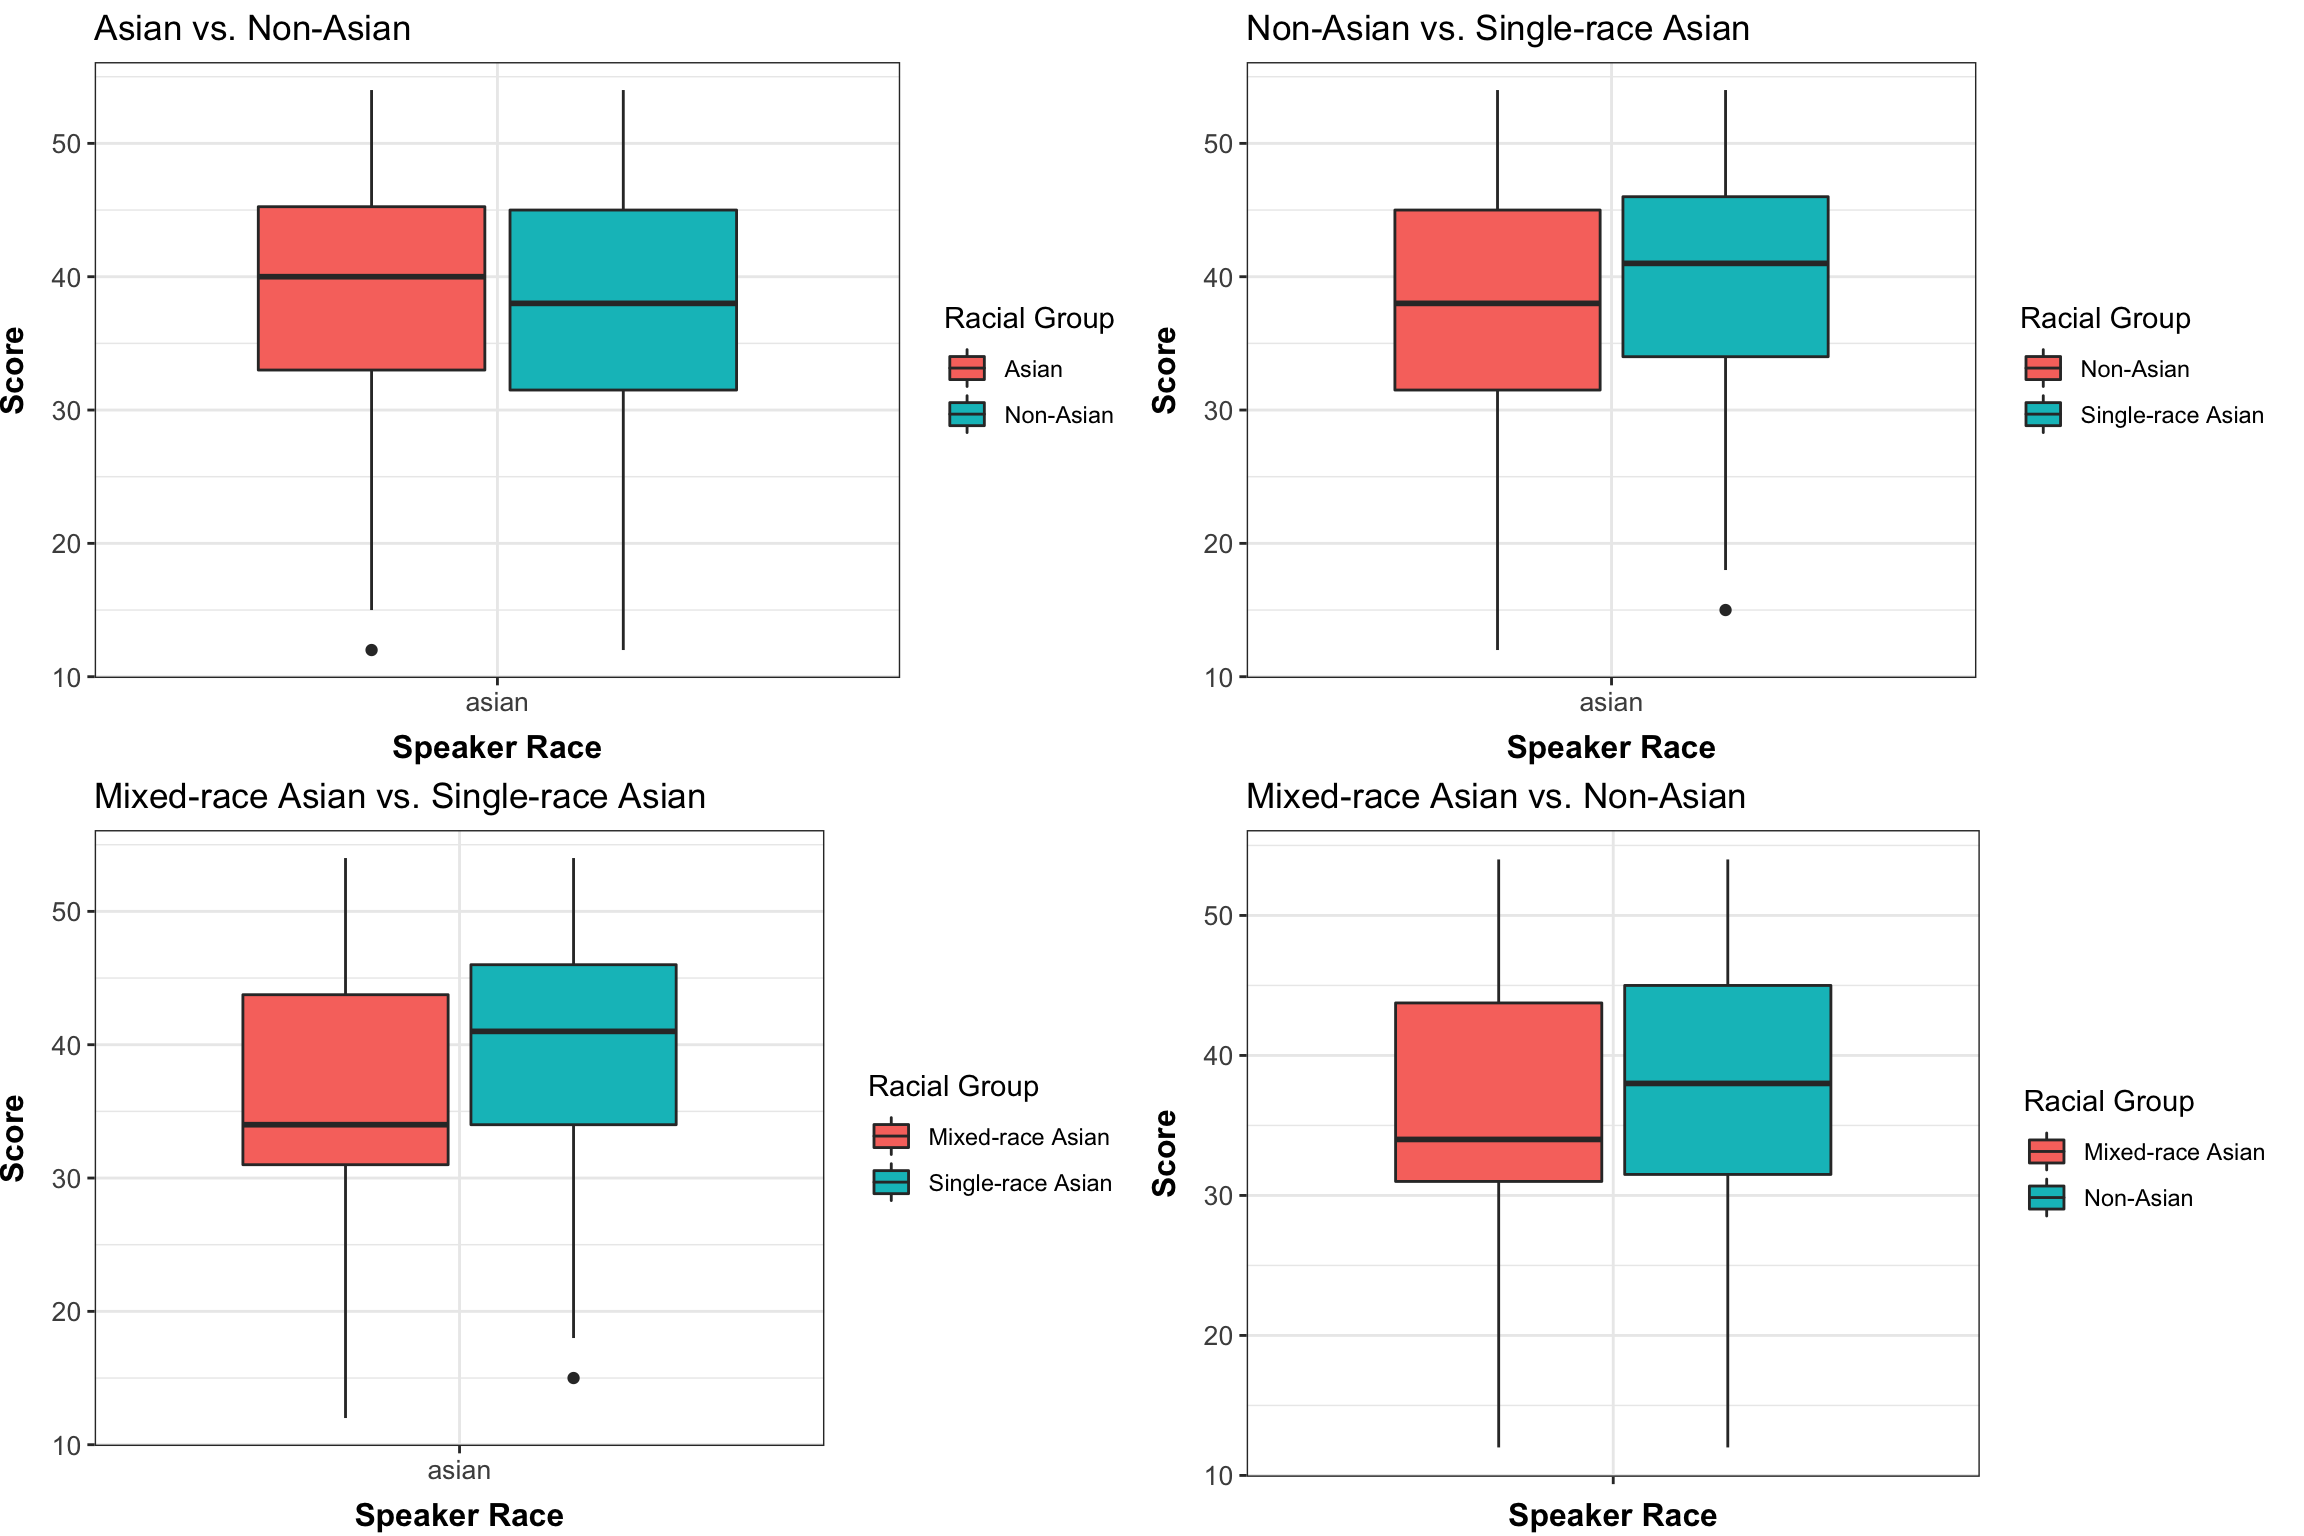 Asian vs. Non-Asian
50
40
30
20
10
Score
asian
Speaker Race
Racial Group
Asian
Non-Asian
Non-Asian vs. Single-race Asian
50
40
30
20
10
Score
asian
Speaker Race
Racial Group
Non-Asian
Single-race Asian
Mixed-race Asian vs. Single-race Asian
50
40
30
20
10
Score
asian
Speaker Race
Racial Group
Mixed-race Asian
Single-race Asian
Mixed-race Asian vs. Non-Asian
50
40
30
20
10
Score
Speaker Race
Racial Group
Mixed-race Asian
Non-Asian